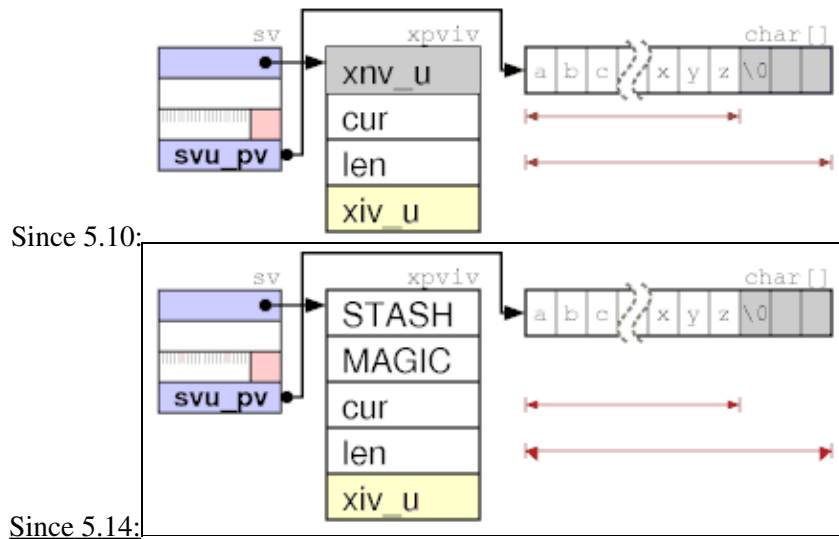 sv xpviv char[]
xnv_u a b c x y z \0
cur
svu_pv len
xiv_u
Since 5.10:
sv xpviv char[]
STASH a b c x y z \0
MAGIC
svu_pv cur
len
xiv_u
Since 5.14: